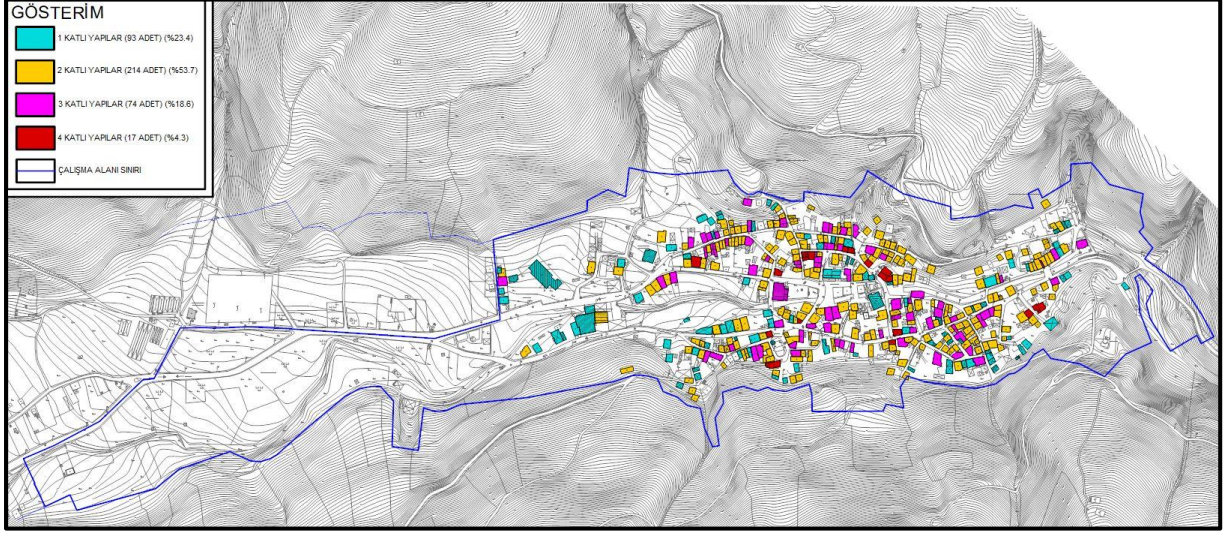 GÖSTERİM
1 KATLI YAPILAR (93 ADET) (%23.4)
2 KATLI YAPILAR (214 ADET) (%53.7)
3 KATLI YAPILAR (74 ADET) (%18.6)
4 KATLI YAPILAR (17 ADET) (%4.3)
ÇALIŞMA ALANI SINIRI